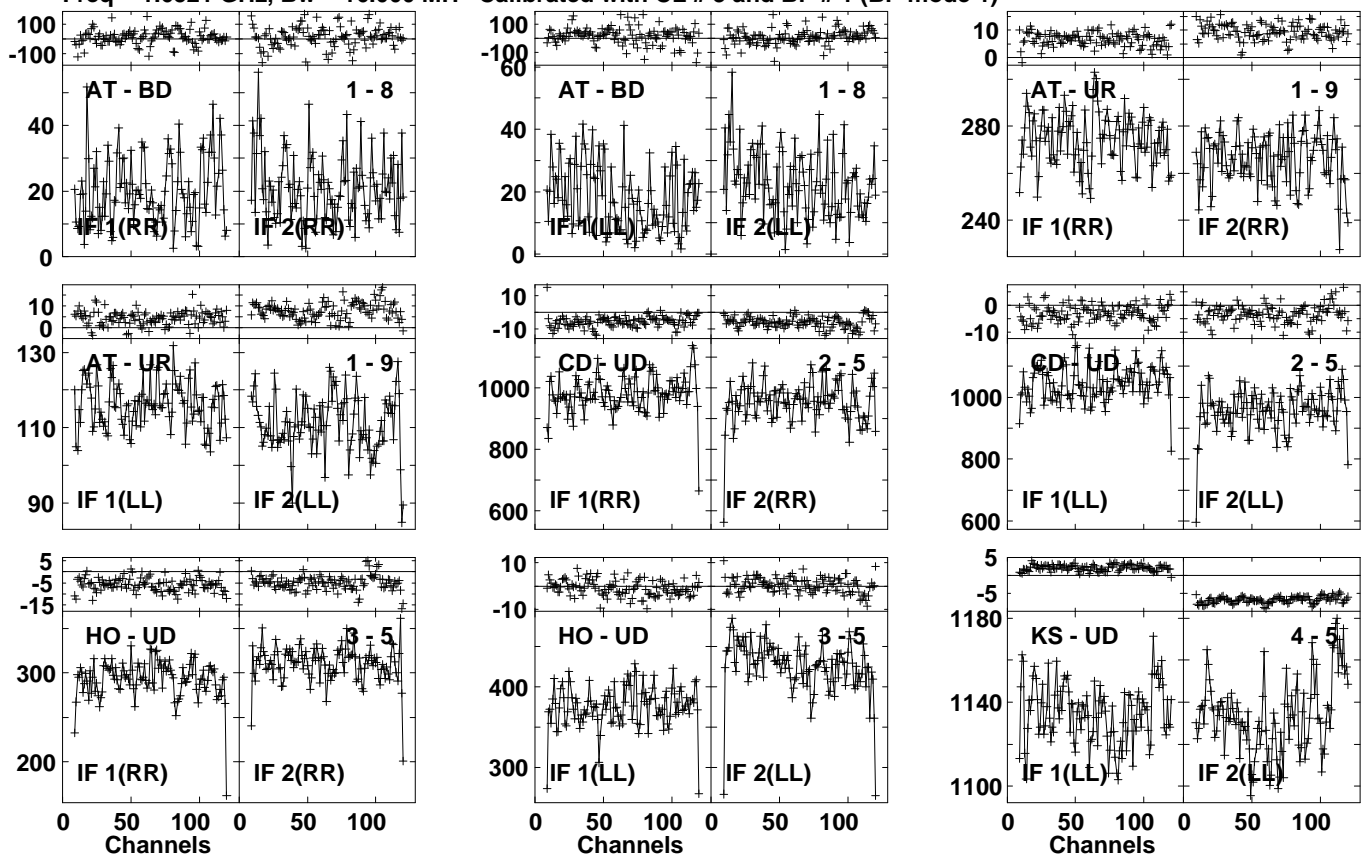 100
-100
AT - BD 1 - 8
40
20
0
IF 1(RR) IF 2(RR)
100
-100
60
AT - BD 1 - 8
40
20
0
IF 1(LL) IF 2(LL)
10
0
AT - UR 1 - 9
280
240
IF 1(RR) IF 2(RR)
10
0
130
AT - UR 1 - 9
110
90
IF 1(LL) IF 2(LL)
10
-10
CD - UD 2 - 5
1000
800
600
IF 1(RR) IF 2(RR)
0
-10
CD - UD 2 - 5
1000
800
600
IF 1(LL) IF 2(LL)
5
-5
-15
HO - UD 3 - 5
300
200
IF 1(RR) IF 2(RR)
0 50 100 0 50 100
Channels
10
0
-10
HO - UD 3 - 5
400
300
IF 1(LL) IF 2(LL)
0 50 100 0 50 100
Channels
5
-5
1180
KS - UD 4 - 5
1140
1100
IF 1(LL) IF 2(LL)
0 50 100 0 50 100
Channels